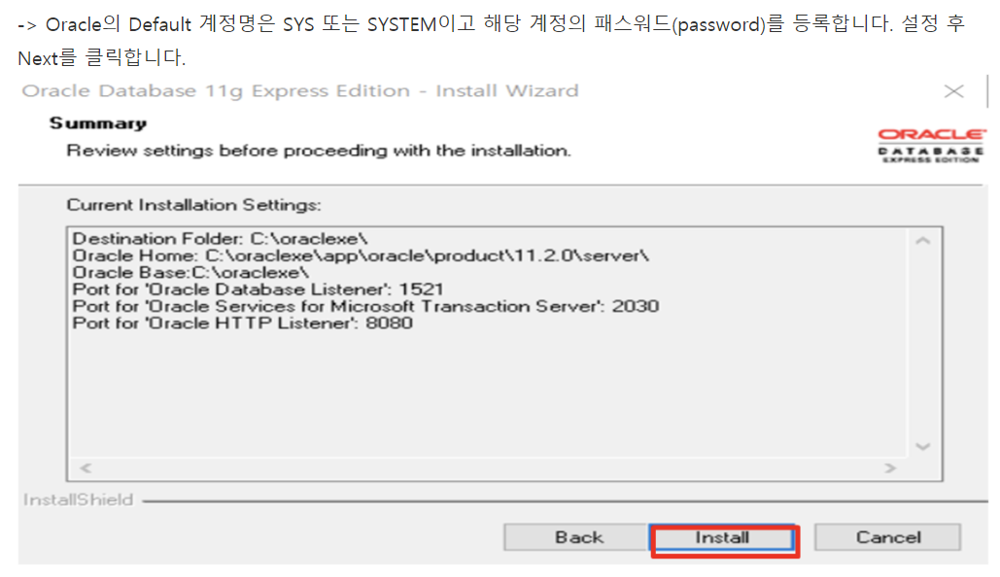 -> Oracle의 Default 계정명은 SYS 또는 SYSTEM이고 해당 계정의 패스워드(password)를 등록합니다. 설정 후
Next를 클릭합니다.
Oracle Database 11g Express Edition - Install Wizard
Summary
Review settings before proceeding with the installation.
ORACLE
DATABASE
EXPRESS EDITION
Current Installation Settings:
Destination Folder: C:\oraclexe\
Oracle Home: C:\oraclexe\app\oracle\product\11.2.0\server\
Oracle Base:C:\oraclexe\
Port for 'Oracle Database Listener': 1521
Port for 'Oracle Services for Microsoft Transaction Server': 2030
Port for 'Oracle HTTP Listener': 8080
InstallShield
Back Install Cancel